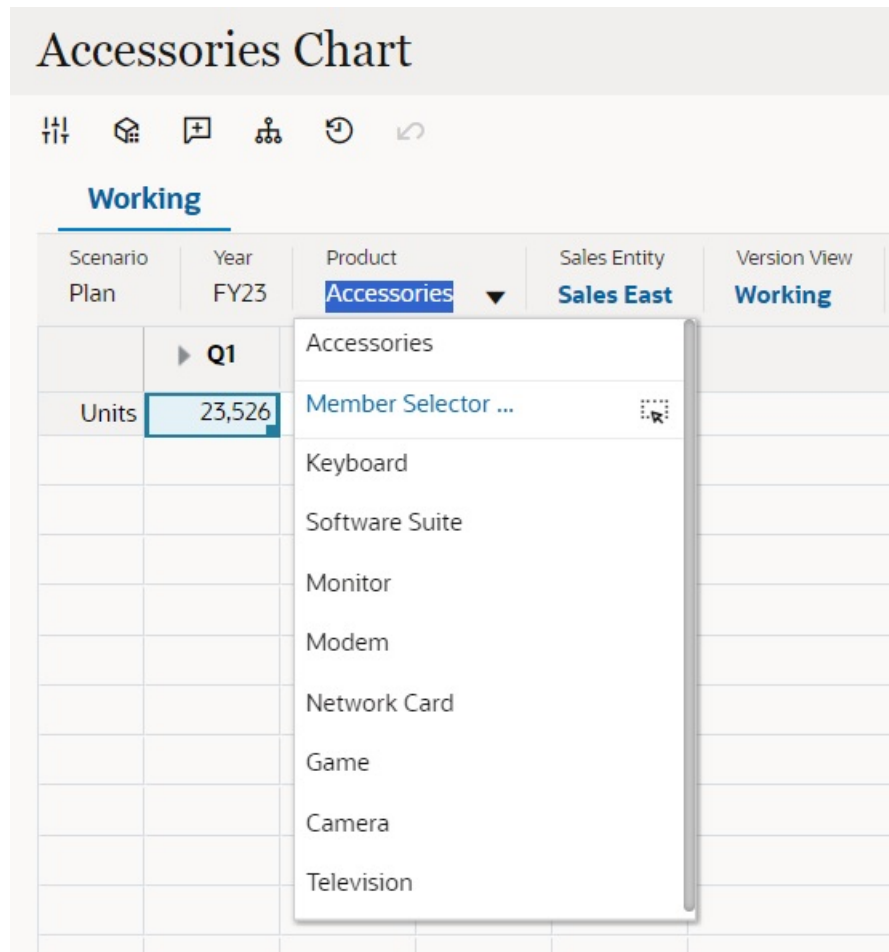 Accessories Chart
Working
Scenario Year Product Sales Entity Version View
Plan FY23 Accessories Sales East Working
Q1
Accessories
Units 23,526
Member Selector ...
Keyboard
Software Suite
Monitor
Modem
Network Card
Game
Camera
Television